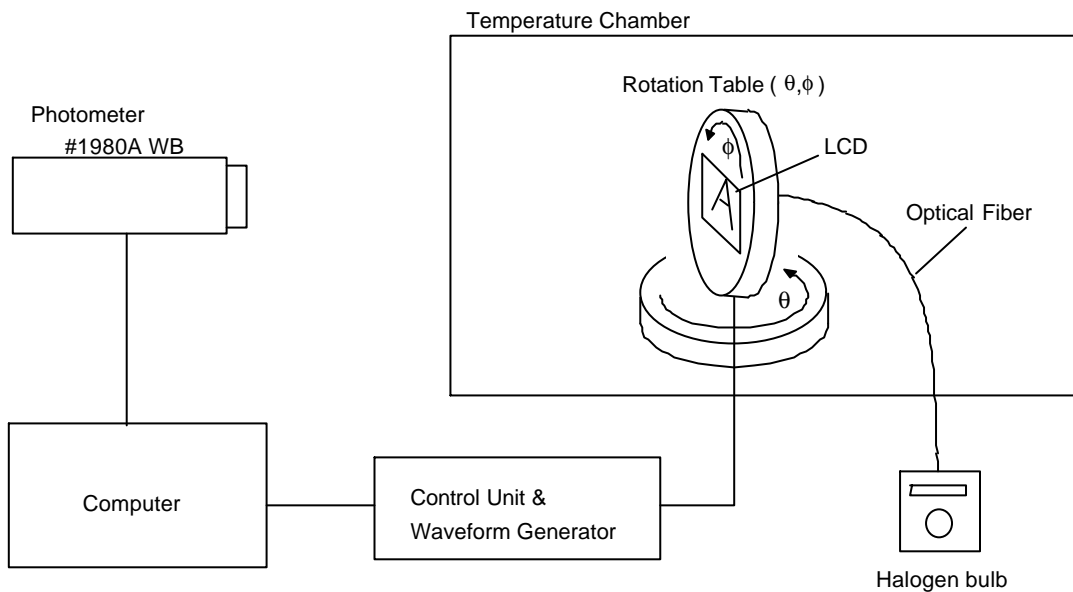 Temperature Chamber
Rotation Table ( θ,ϕ )
Photometer
#1980A WB
ϕ
LCD
A
Optical Fiber
θ
Computer
Control Unit &
Waveform Generator
Halogen bulb